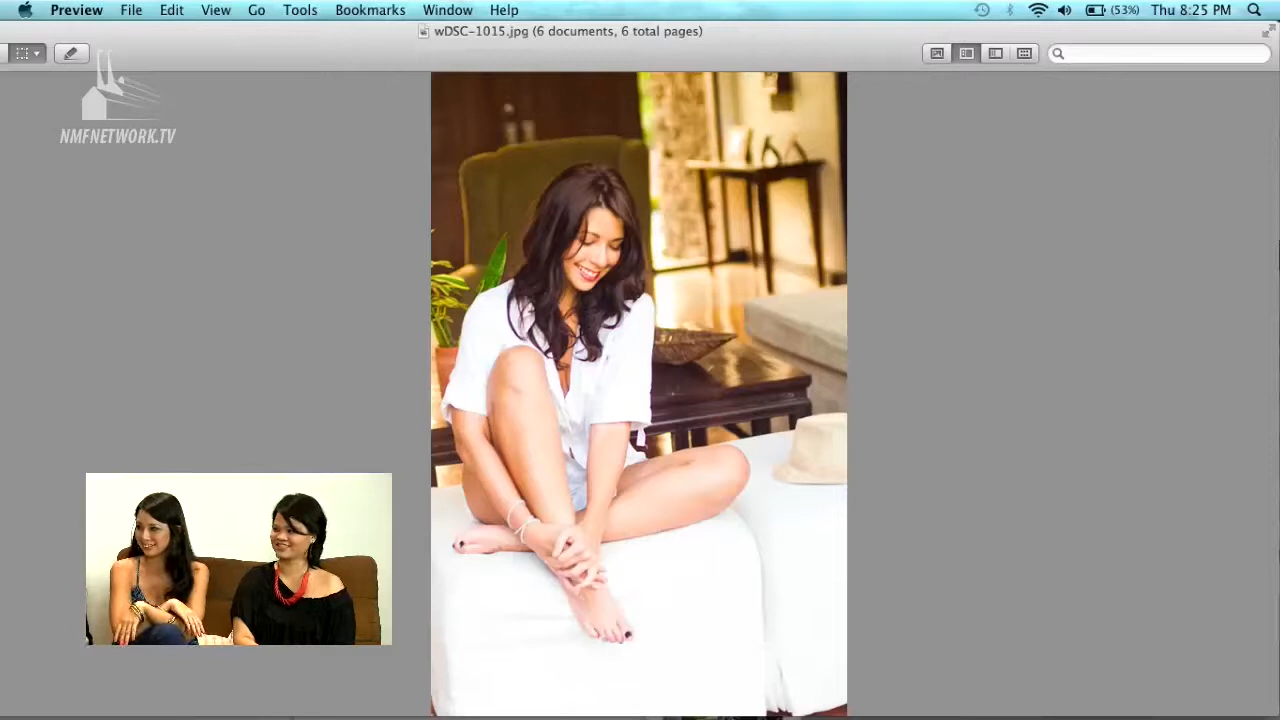 Preview File Edit View Go Tools Bookmarks Window Help (53%) Thu 8:25 PM
wDSC-1015.jpg (6 documents, 6 total pages)
NMFNETWORK.TV